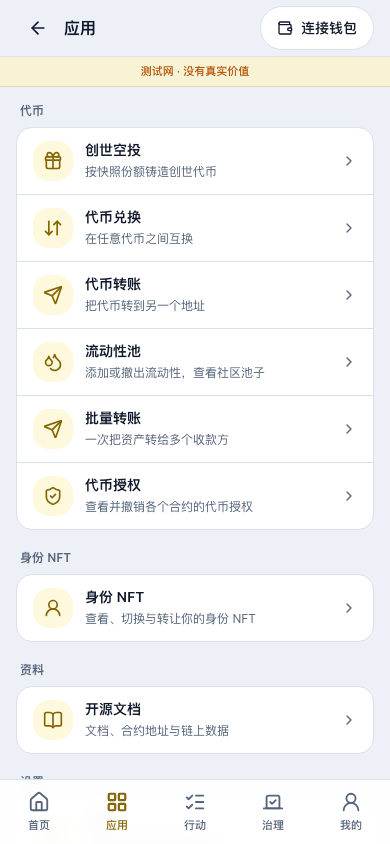 应用
连接钱包
测试网 · 没有真实价值
代币
创世空投
按快照份额铸造创世代币
代币兑换
在任意代币之间互换
代币转账
把代币转到另一个地址
流动性池
添加或撤出流动性，查看社区池子
批量转账
一次把资产转给多个收款方
代币授权
查看并撤销各个合约的代币授权
身份 NFT
身份 NFT
查看、切换与转让你的身份 NFT
资料
开源文档
文档、合约地址与链上数据
首页
应用
行动
治理
我的